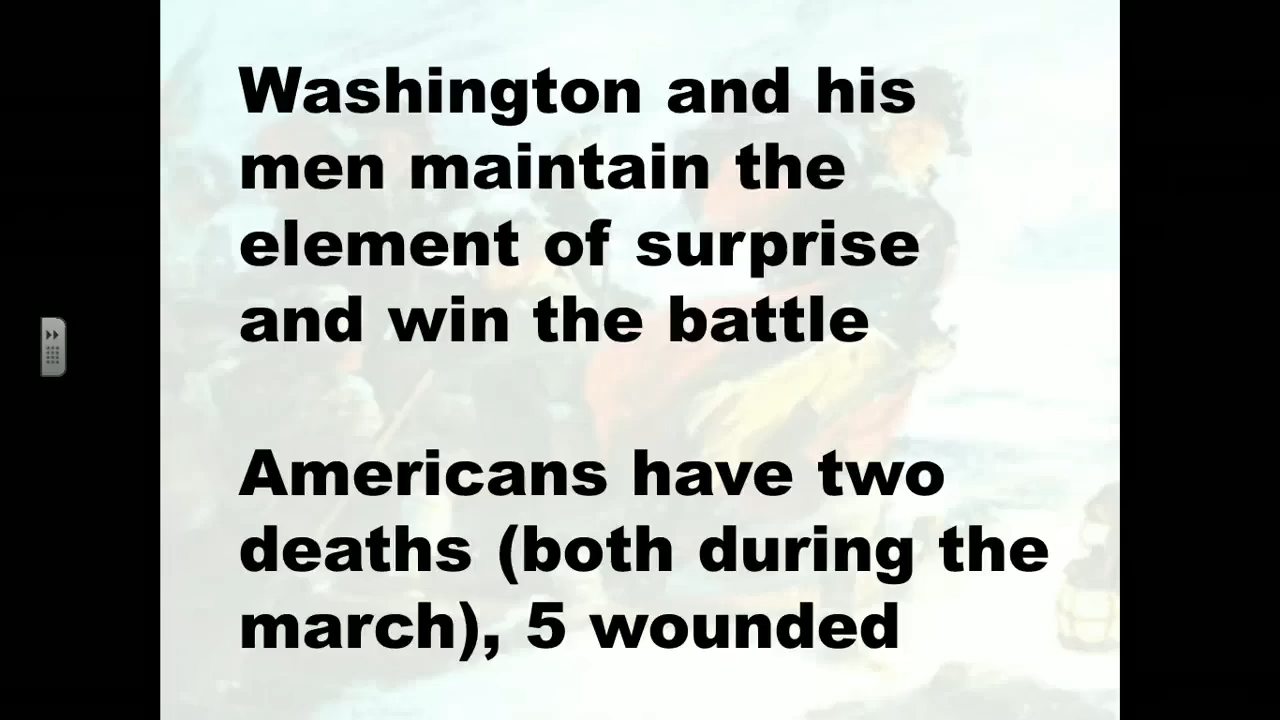 Washington and his
men maintain the
element of surprise
and win the battle
Americans have two
deaths (both during the
march), 5 wounded